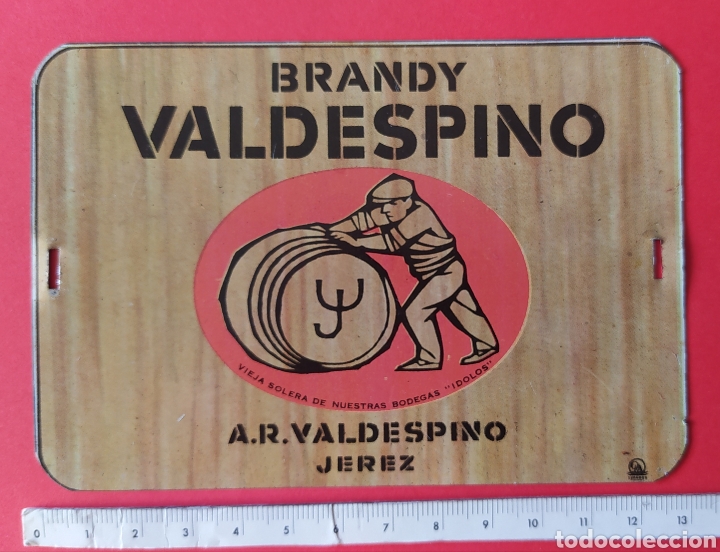 BRANDY
VALDESPINO
VIEJA SOLERA DE NUESTRAS BODEGAS "IDOLOS"
A.R.VALDESPINO
JEREZ
0 1 2 3 4 5 6 7 8 9 10 11 12 13
todocoleccion